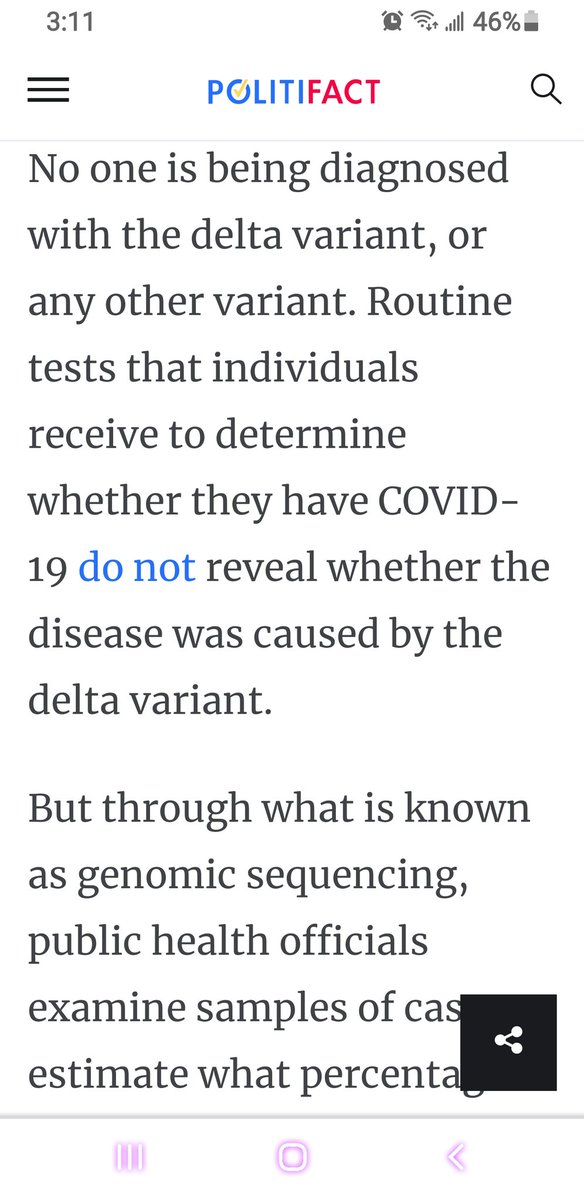 3:11 46%
POLITIFACT
No one is being diagnosed
with the delta variant, or
any other variant. Routine
tests that individuals
receive to determine
whether they have COVID-
19 do not reveal whether the
disease was caused by the
delta variant.
But through what is known
as genomic sequencing,
public health officials
examine samples of cas
estimate what percentag